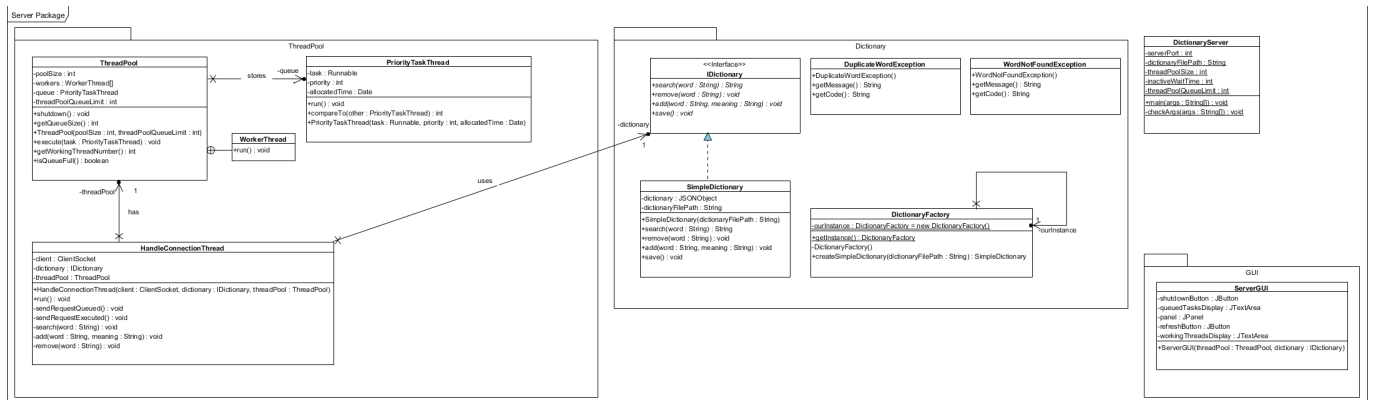 Server Package
ThreadPool
ThreadPool
-poolSize : int
-workers : WorkerThread[]
-queue : PriorityTaskThread
-threadPoolQueueLimit : int
+shutdown() : void
+getQueueSize() : int
+ThreadPool(poolSize : int, threadPoolQueueLimit : int)
+execute(task : PriorityTaskThread) : void
+getWorkingThreadNumber() : int
+isQueueFull() : boolean
stores
-queue
PriorityTaskThread
-task : Runnable
-priority : int
-allocatedTime : Date
+run() : void
+compareTo(other : PriorityTaskThread) : int
+PriorityTaskThread(task : Runnable, priority : int, allocatedTime : Date)
WorkerThread
+run() : void
-threadPool
1
has
HandleConnectionThread
-client : ClientSocket
-dictionary : IDictionary
-threadPool : ThreadPool
+HandleConnectionThread(client : ClientSocket, dictionary : IDictionary, threadPool : ThreadPool)
+run() : void
-sendRequestQueued() : void
-sendRequestExecuted() : void
-search(word : String) : void
-add(word : String, meaning : String) : void
-remove(word : String) : void
uses
-dictionary
1
Dictionary
<<Interface>>
IDictionary
+search(word : String) : String
+remove(word : String) : void
+add(word : String, meaning : String) : void
+save() : void
DuplicateWordException
+DuplicateWordException()
+getMessage() : String
+getCode() : String
WordNotFoundException
+WordNotFoundException()
+getMessage() : String
+getCode() : String
SimpleDictionary
-dictionary : JSONObject
-dictionaryFilePath : String
+SimpleDictionary(dictionaryFilePath : String)
+search(word : String) : String
+remove(word : String) : void
+add(word : String, meaning : String) : void
+save() : void
DictionaryFactory
-ourInstance : DictionaryFactory = new DictionaryFactory()
+getInstance() : DictionaryFactory
-DictionaryFactory()
+createSimpleDictionary(dictionaryFilePath : String) : SimpleDictionary
1
-ourInstance
DictionaryServer
-serverPort : int
-dictionaryFilePath : String
-threadPoolSize : int
-inactiveWaitTime : int
-threadPoolQueueLimit : int
+main(args : String[]) : void
-checkArgs(args : String[]) : void
GUI
ServerGUI
-shutdownButton : JButton
-queuedTasksDisplay : JTextArea
-panel : JPanel
-refreshButton : JButton
-workingThreadsDisplay : JTextArea
+ServerGUI(threadPool : ThreadPool, dictionary : IDictionary)